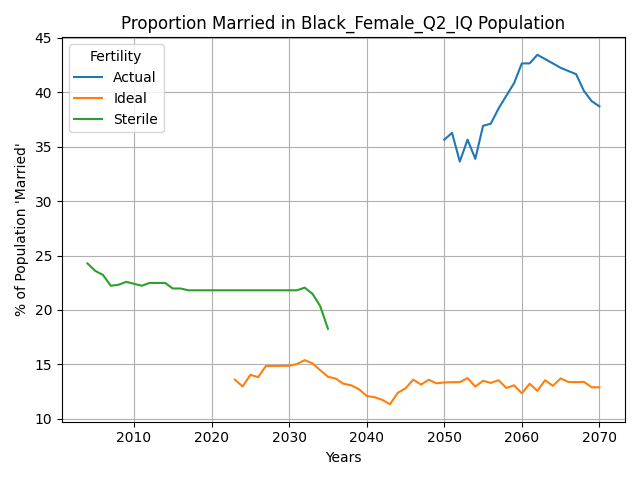 Proportion Married in Black_Female_Q2_IQ Population
% of Population 'Married'
45
40
35
30
25
20
15
10
Fertility
Actual
Ideal
Sterile
2010 2020 2030 2040 2050 2060 2070
Years